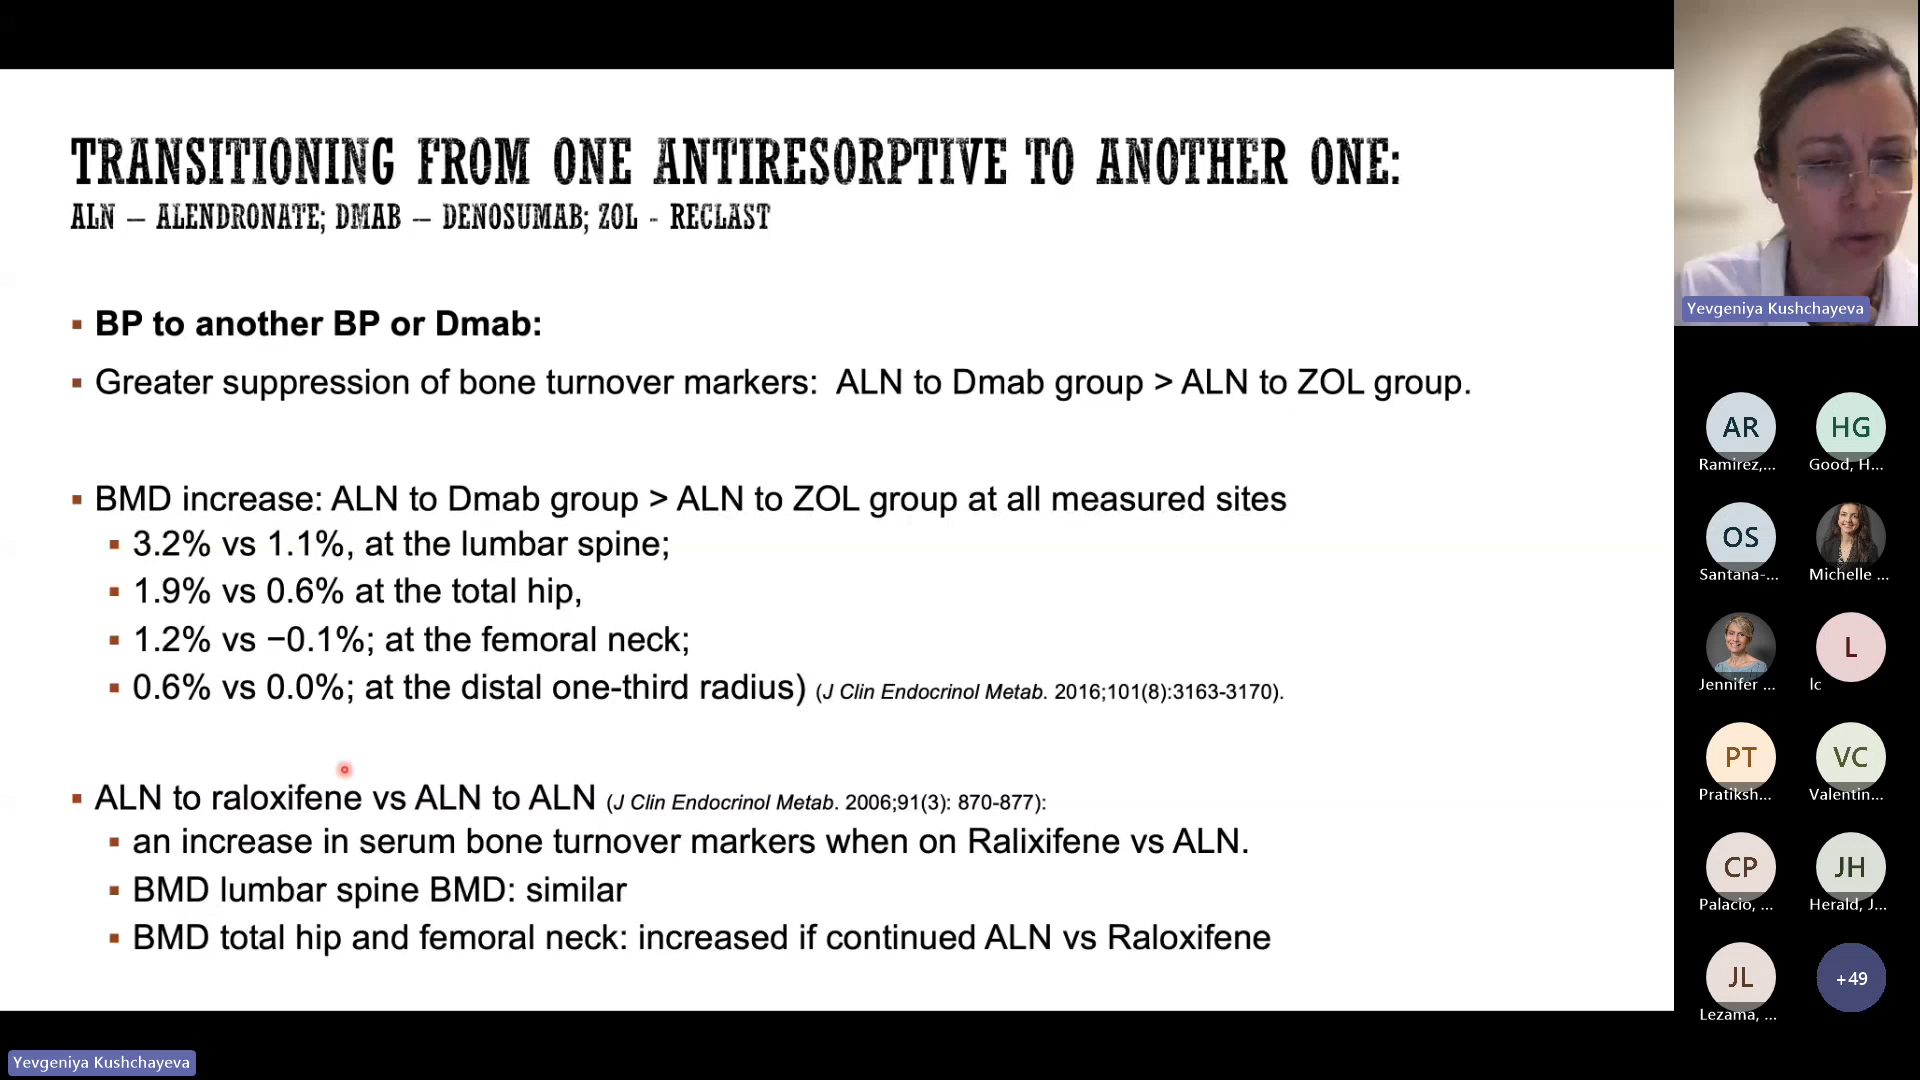 TRANSITIONING FROM ONE ANTIRESORPTIVE TO ANOTHER ONE:
ALN – ALENDRONATE; DMAB – DENOSUMAB; ZOL - RECLAST
BP to another BP or Dmab:
Greater suppression of bone turnover markers: ALN to Dmab group > ALN to ZOL group.
BMD increase: ALN to Dmab group > ALN to ZOL group at all measured sites
3.2% vs 1.1%, at the lumbar spine;
1.9% vs 0.6% at the total hip,
1.2% vs −0.1%; at the femoral neck;
0.6% vs 0.0%; at the distal one-third radius) (J Clin Endocrinol Metab. 2016;101(8):3163-3170).
ALN to raloxifene vs ALN to ALN (J Clin Endocrinol Metab. 2006;91(3): 870-877):
an increase in serum bone turnover markers when on Ralixifene vs ALN.
BMD lumbar spine BMD: similar
BMD total hip and femoral neck: increased if continued ALN vs Raloxifene
Yevgeniya Kushchayeva
Yevgeniya Kushchayeva
AR HG
Ramirez,... Good, H...
OS
Santana-... Michelle ...
L
Jennifer ... lc
PT VC
Pratiksh... Valentin...
CP JH
Palacio, ... Herald, J...
JL +49
Lezama, ...